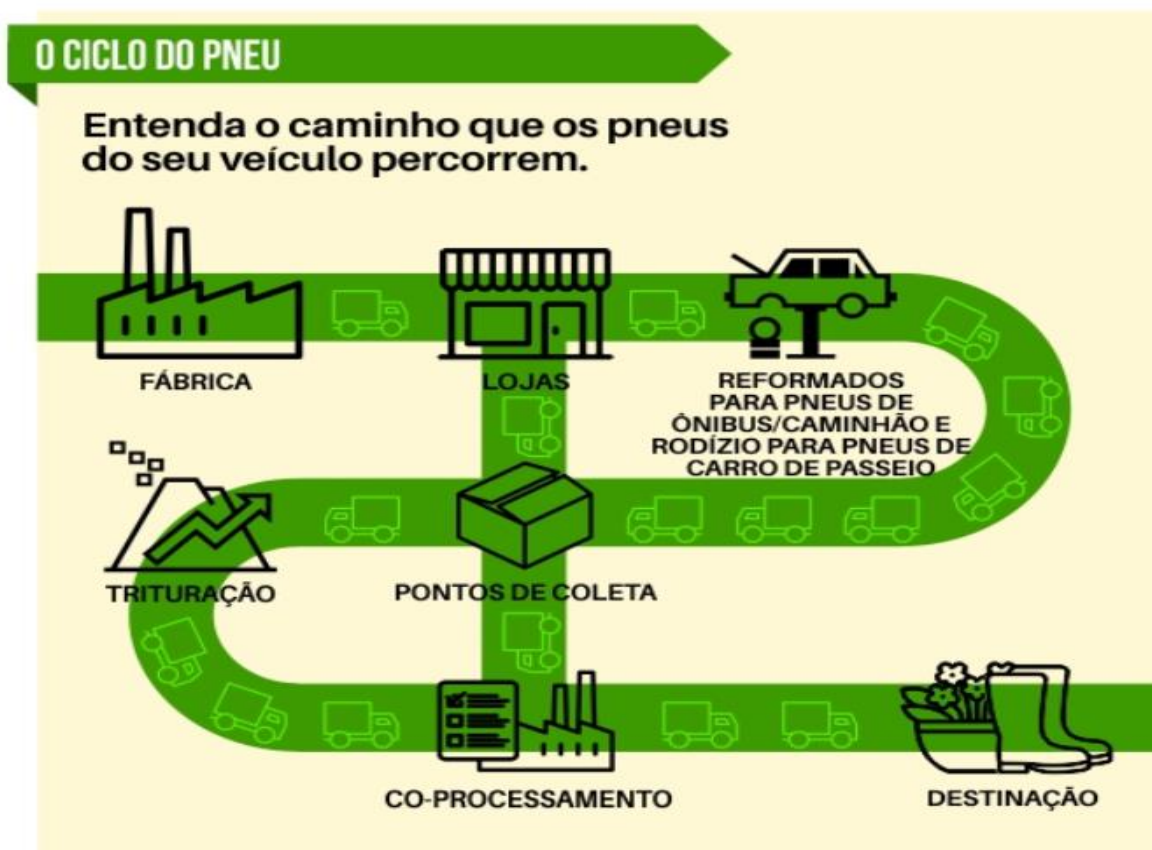 O CICLO DO PNEU
Entenda o caminho que os pneus
do seu veículo percorrem.
FÁBRICA
LOJAS
REFORMADOS
PARA PNEUS DE
ÔNIBUS/CAMINHÃO E
RODÍZIO PARA PNEUS DE
CARRO DE PASSEIO
TRITURAÇÃO
PONTOS DE COLETA
CO-PROCESSAMENTO
DESTINAÇÃO